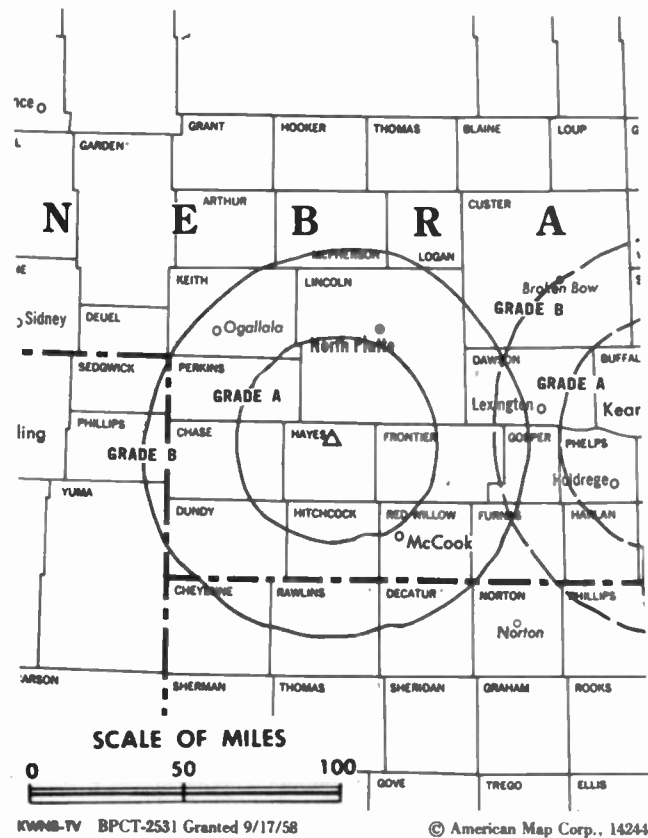 GRANT HOOKER THOMAS BLAINE LOUP G
nce
GARDEN
L
ARTHUR CUSTER
N E B R A
McPHERSON LOGAN
NE
KEITH LINCOLN
Broken Bow
GRADE B
Sidney DEUEL
Ogallala
North Platte
SEDGWICK PERKINS DAWSON BUFFAL
GRADE A GRADE A
Lexington Kear
PHILLIPS
ling CHASE HAYES FRONTIER GOSPER PHELPS
GRADE B
Holdrege
YUMA
DUNDY HITCHCOCK RED WILLOW FURNAS HARLAN
McCook
CHEYENNE RAWLINS DECATUR NORTON PHILLIPS
Norton
CARSON SHERMAN THOMAS SHERIDAN GRAHAM ROOKS
SCALE OF MILES
0 50 100
GOVE TREGO ELLIS
KWNB-TV BPCT-2531 Granted 9/17/58 © American Map Corp., 14244